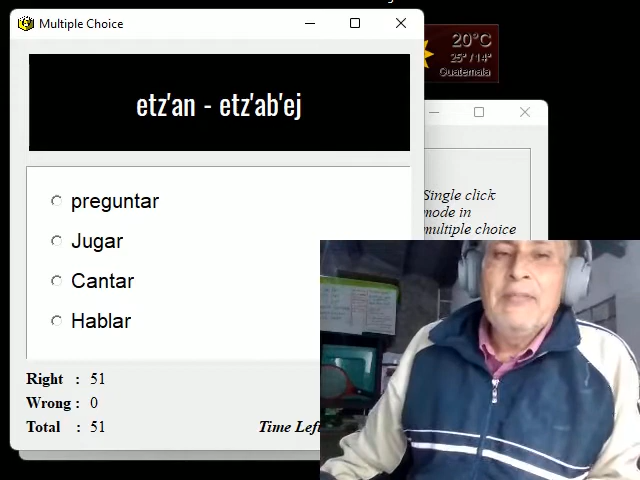 Multiple Choice
etz'an - etz'ab'ej
20°C
25° / 14°
Guatemala
preguntar
Jugar
Cantar
Hablar
Single click
mode in
multiple choice
Right : 51
Wrong : 0
Total : 51
Time Left